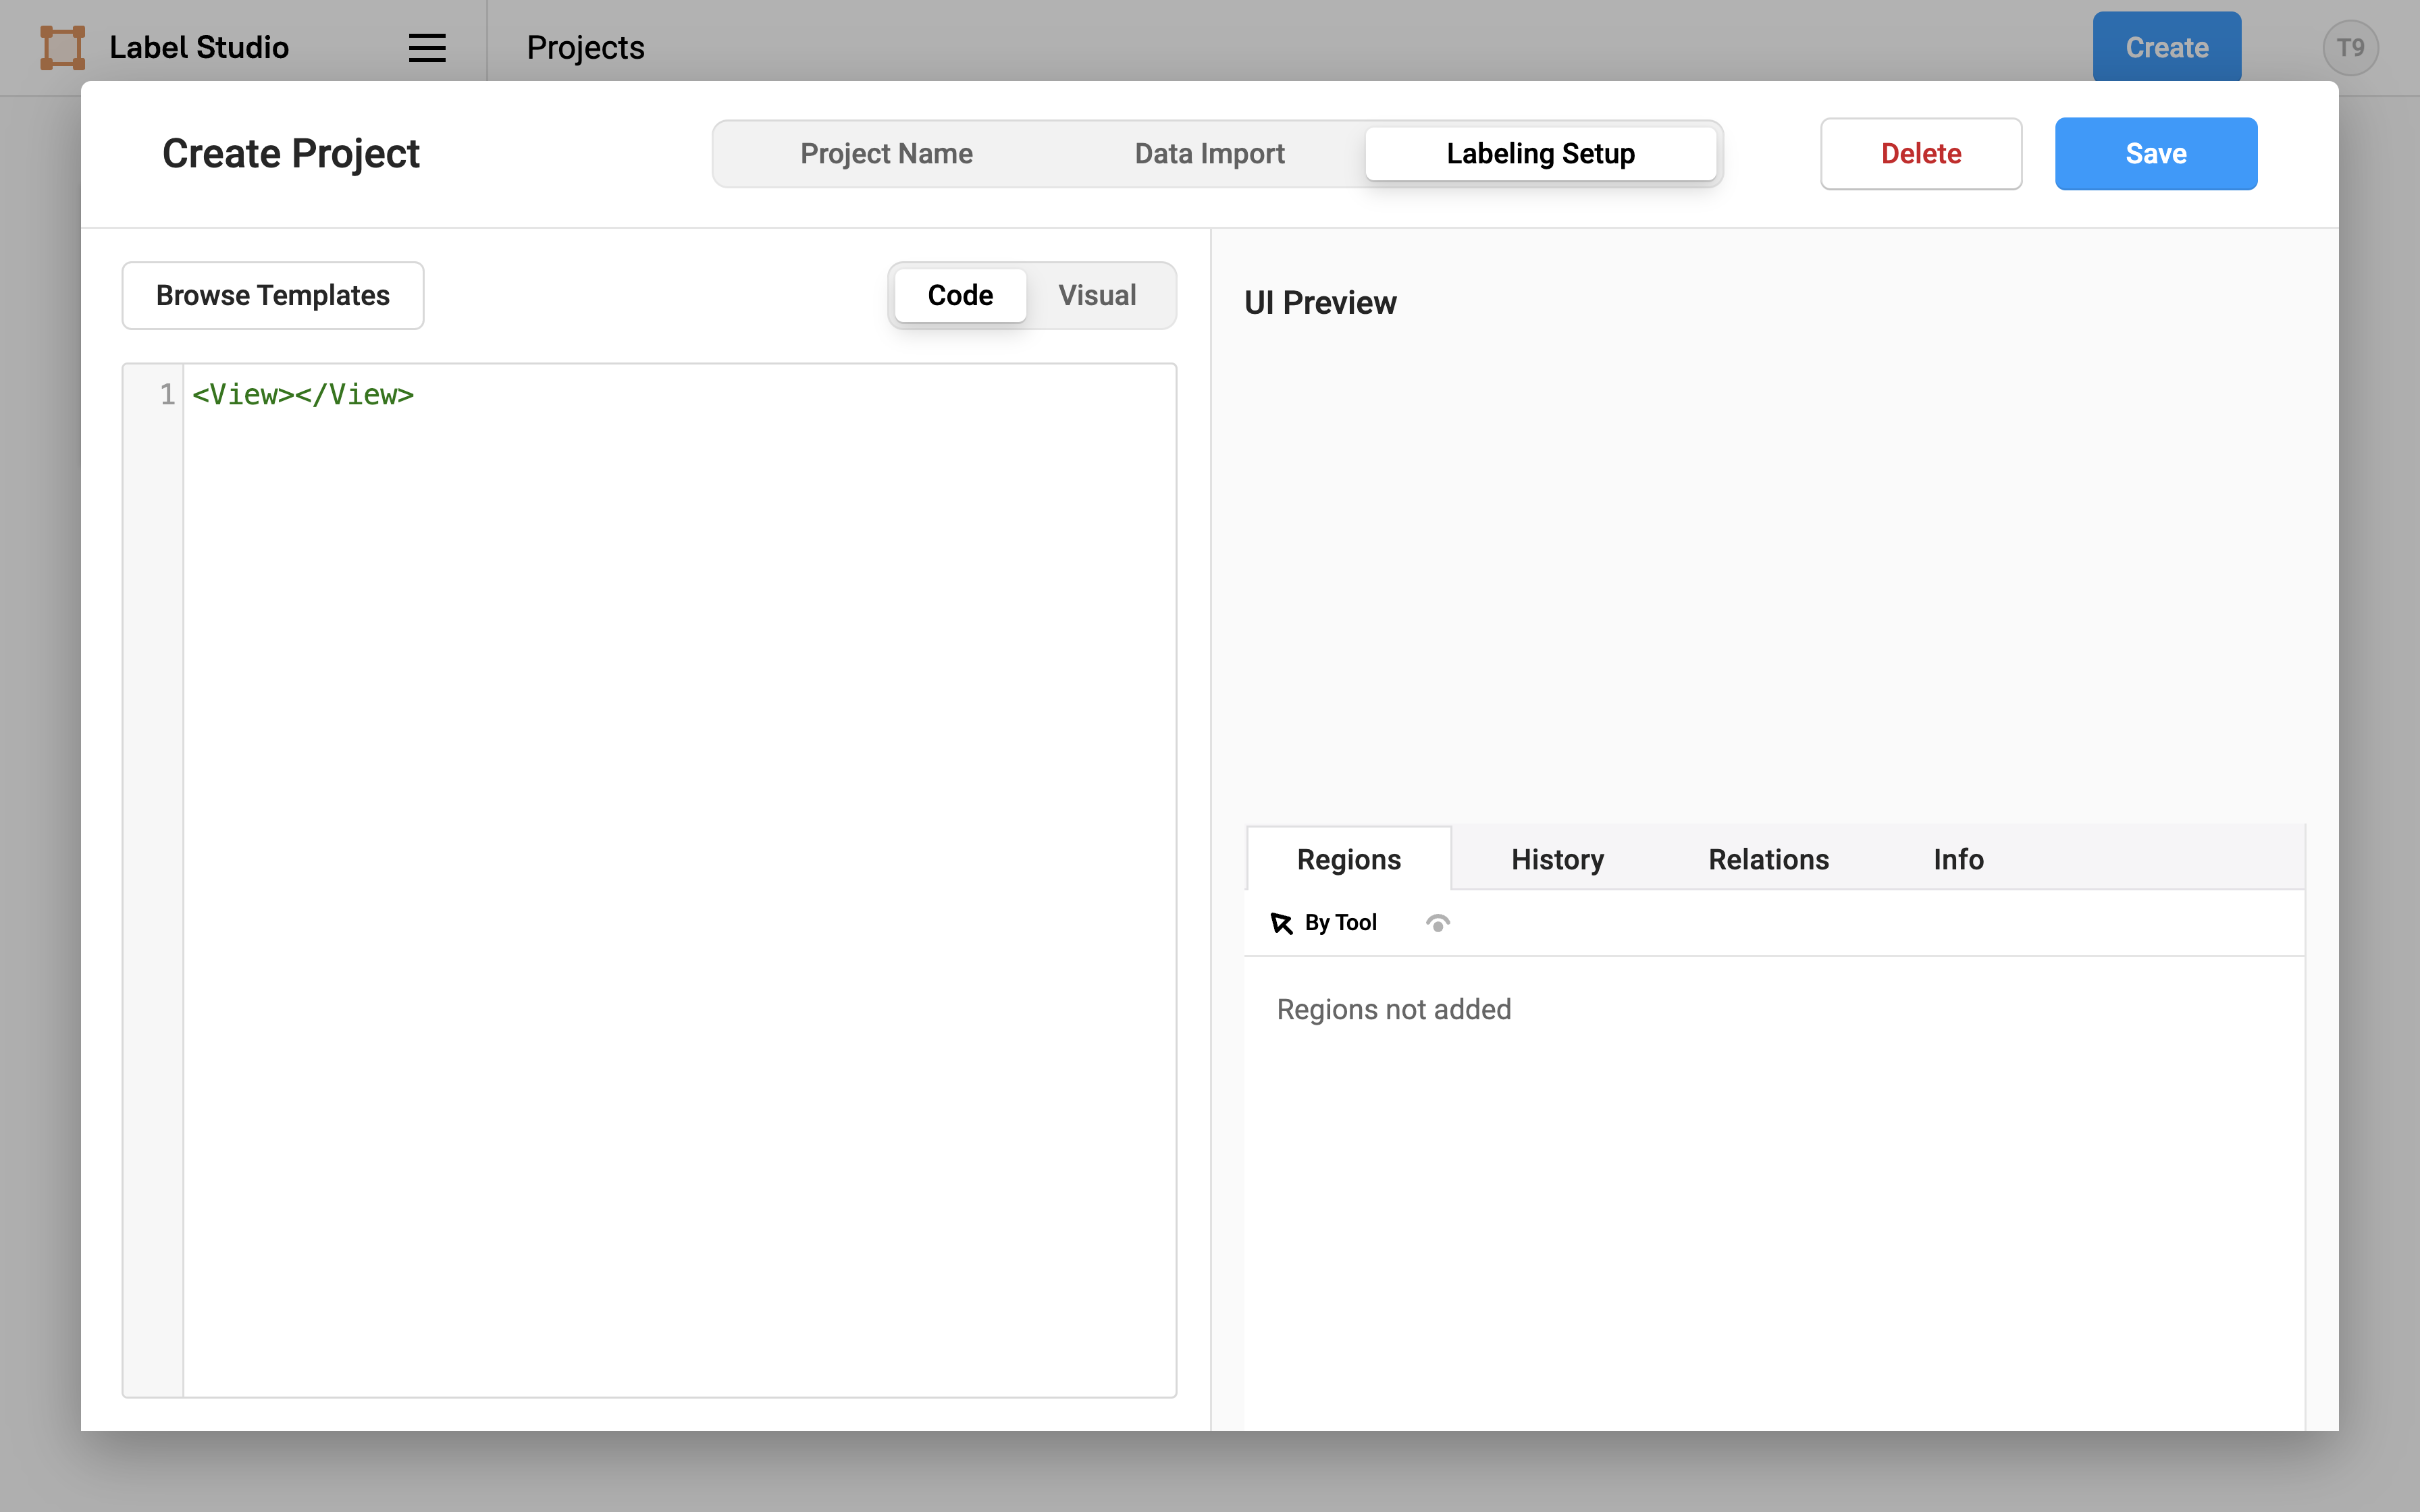 Label Studio
Projects
Create
T9
Create Project
Project Name
Data Import
Labeling Setup
Delete
Save
Browse Templates
Code
Visual
1 <View></View>
UI Preview
Regions
History
Relations
Info
By Tool
Regions not added